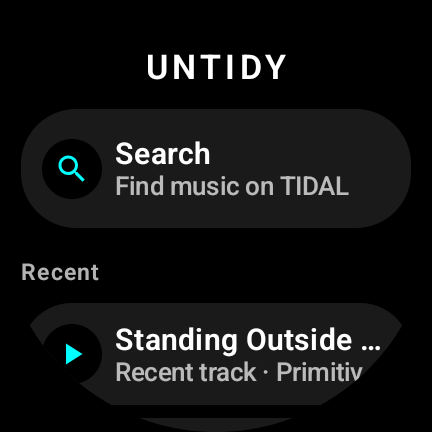 UNTIDY
Search
Find music on TIDAL
Recent
Standing Outside ...
Recent track · Primitiv